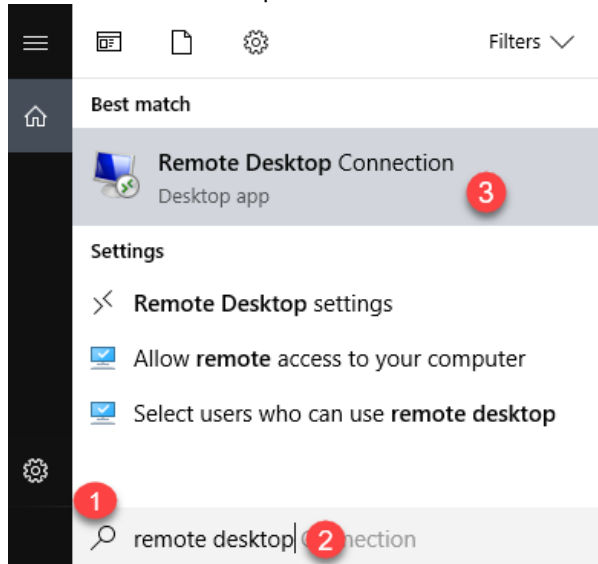 Filters
Best match
Remote Desktop Connection
Desktop app
3
Settings
Remote Desktop settings
Allow remote access to your computer
Select users who can use remote desktop
1
remote desktop 2 nection